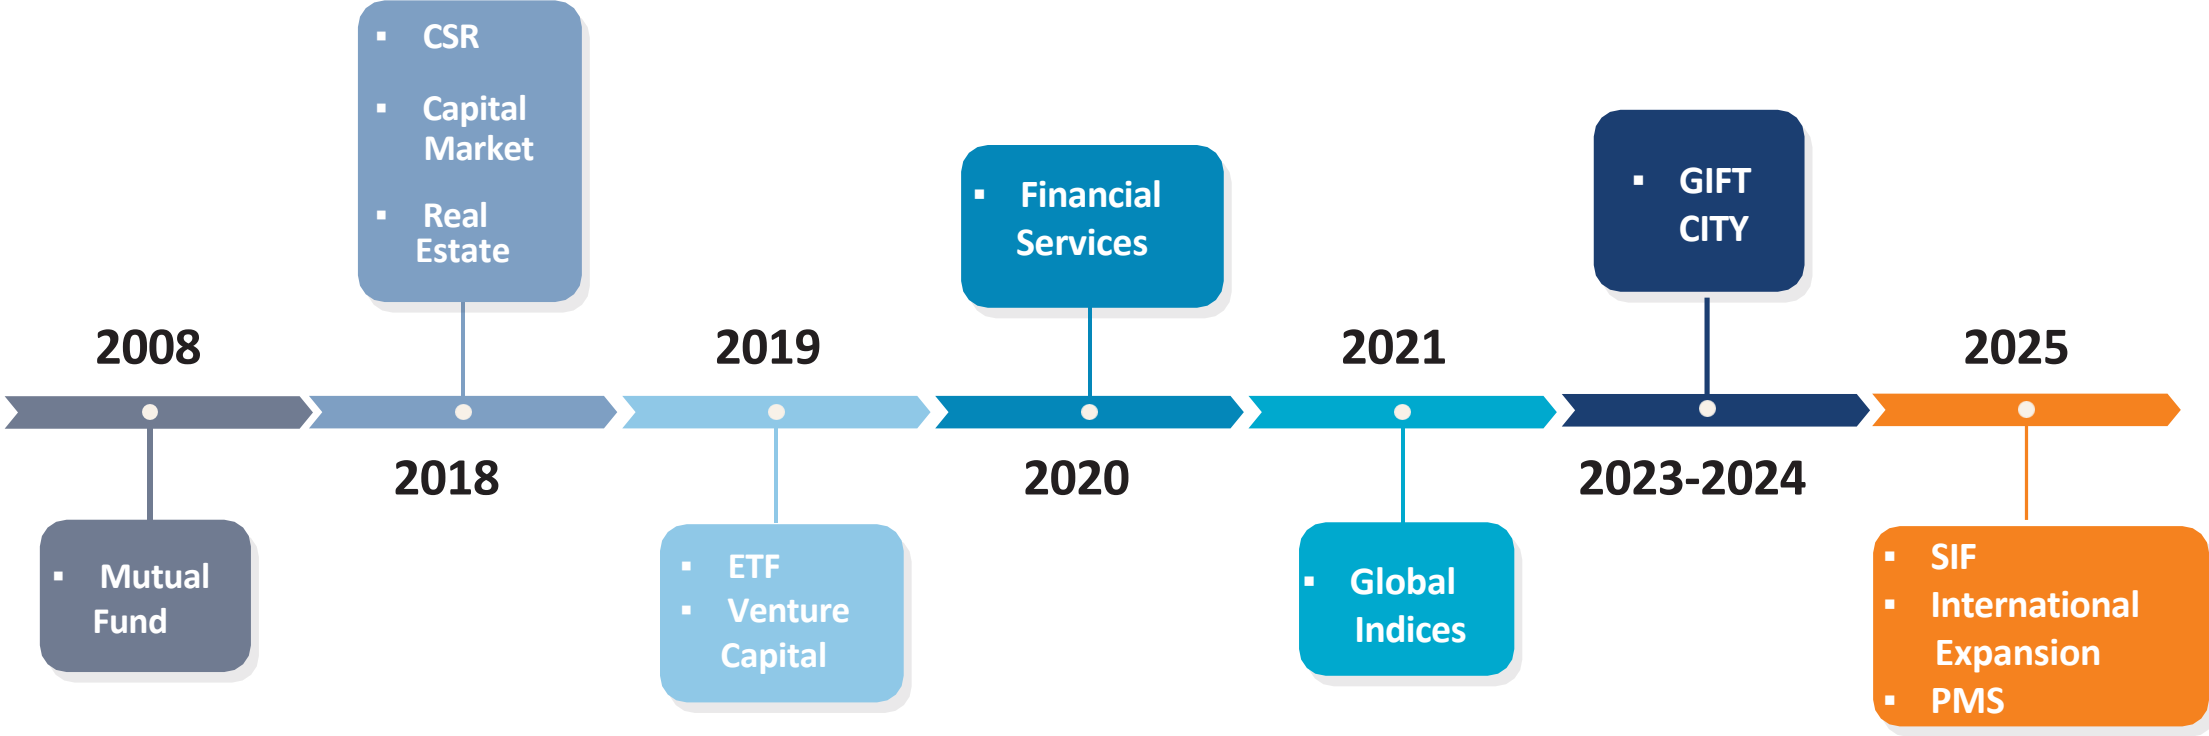 CSR
Capital
Market
Real
Estate
Financial
Services
GIFT
CITY
2008
2019
2021
2025
2018
2020
2023-2024
Mutual
Fund
ETF
Venture
Capital
Global
Indices
SIF
International
Expansion
PMS